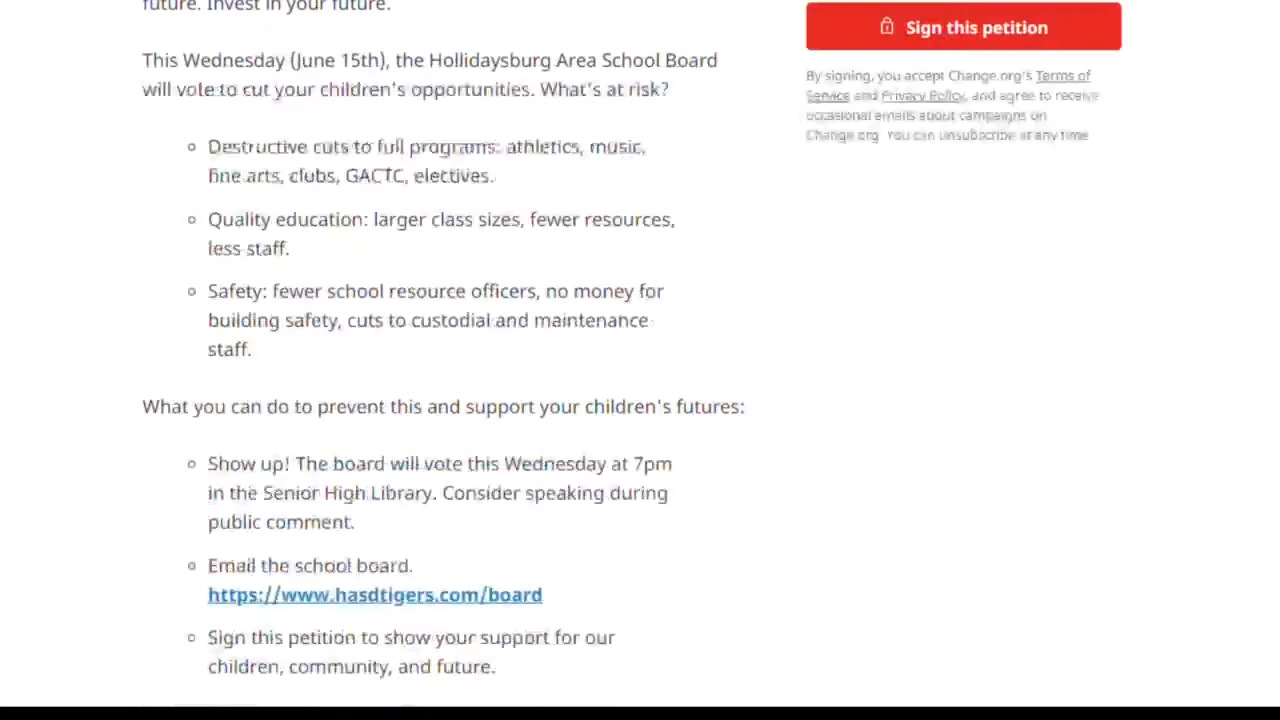 future. Invest in your future.
This Wednesday (June 15th), the Hollidaysburg Area School Board
will vote to cut your children's opportunities. What's at risk?
Destructive cuts to full programs: athletics, music,
fine arts, clubs, GACTC, electives.
Quality education: larger class sizes, fewer resources,
less staff.
Safety: fewer school resource officers, no money for
building safety, cuts to custodial and maintenance
staff.
What you can do to prevent this and support your children's futures:
Show up! The board will vote this Wednesday at 7pm
in the Senior High Library. Consider speaking during
public comment.
Email the school board.
https://www.hasdtigers.com/board
Sign this petition to show your support for our
children, community, and future.
Sign this petition
By signing, you accept Change.org's Terms of
Service and Privacy Policy, and agree to receive
occasional emails about campaigns on
Change.org. You can unsubscribe at any time.